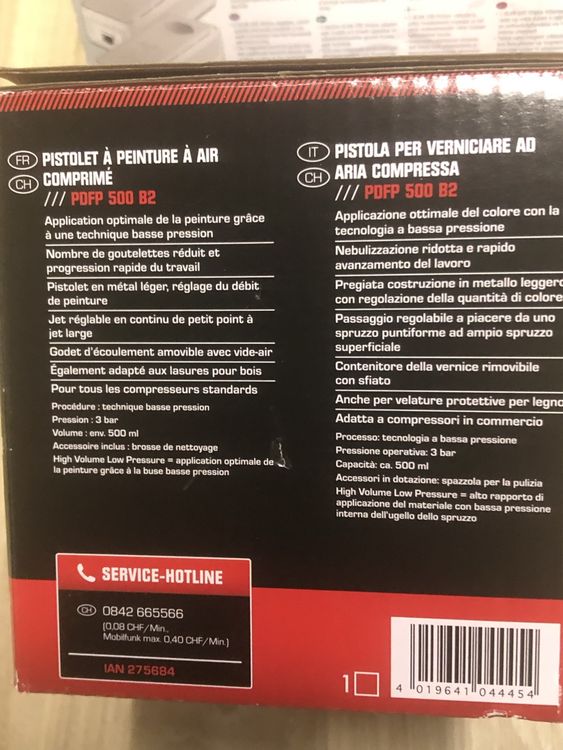 FR PISTOLET À PEINTURE À AIR
CH COMPRIMÉ
/// PDFP 500 B2
Application optimale de la peinture grâce
à une technique basse pression
Nombre de gouttelettes réduit et
progression rapide du travail
Pistolet en métal léger, réglage du débit
de peinture
Jet réglable en continu de petit point à
jet large
Godet d'écoulement amovible avec vide-air
Également adapté aux lasures pour bois
Pour tous les compresseurs standards
Procédure : technique basse pression
Pression : 3 bar
Volume : env. 500 ml
Accessoire inclus : brosse de nettoyage
High Volume Low Pressure = application optimale de
la peinture grâce à la buse basse pression
IT PISTOLA PER VERNICIARE AD
CH ARIA COMPRESSA
/// PDFP 500 B2
Applicazione ottimale del colore con la
tecnologia a bassa pressione
Nebulizzazione ridotta e rapido
avanzamento del lavoro
Pregiata costruzione in metallo leggero
con regolazione della quantità di colore
Passaggio regolabile a piacere da uno
spruzzo puntiforme ad ampio spruzzo
superficiale
Contenitore della vernice rimovibile
con sfiato
Anche per velature protettive per legno
Adatta a compressori in commercio
Processo: tecnologia a bassa pressione
Pressione operativa: 3 bar
Capacità: ca. 500 ml
Accessori in dotazione: spazzola per la pulizia
High Volume Low Pressure = alto rapporto di
applicazione del materiale con bassa pressione
interna dell'ugello dello spruzzo
SERVICE-HOTLINE
CH 0842 665566
(0,08 CHF/Min.,
Mobilfunk max. 0,40 CHF/Min.)
IAN 275684
1
4 019641 044454